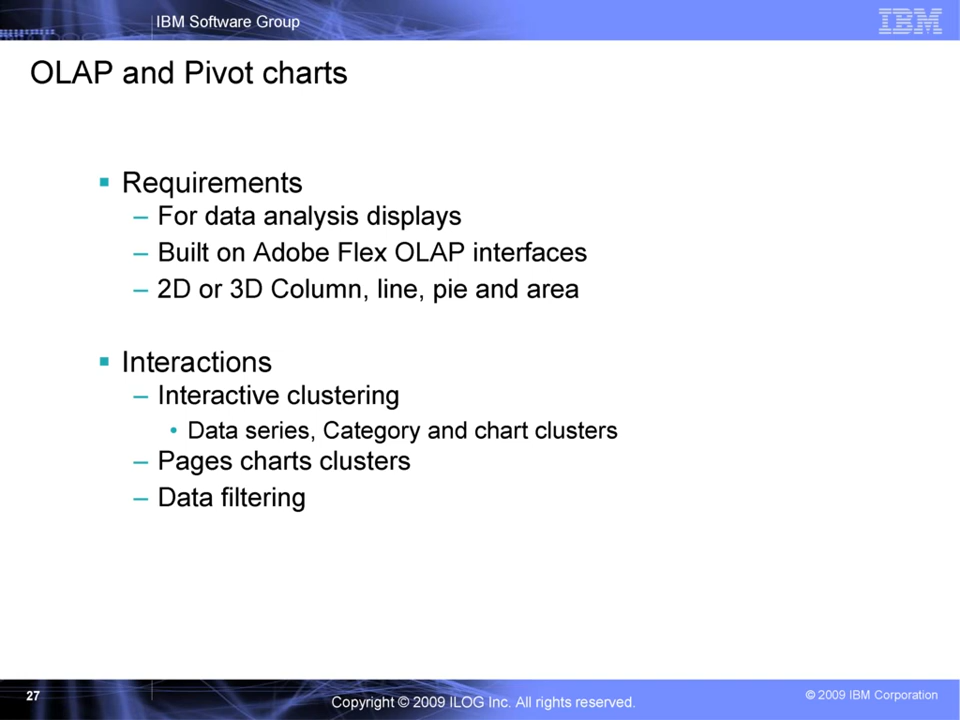 IBM Software Group
IBM
OLAP and Pivot charts
▪ Requirements
– For data analysis displays
– Built on Adobe Flex OLAP interfaces
– 2D or 3D Column, line, pie and area
▪ Interactions
– Interactive clustering
• Data series, Category and chart clusters
– Pages charts clusters
– Data filtering
27
Copyright © 2009 ILOG Inc. All rights reserved.
© 2009 IBM Corporation